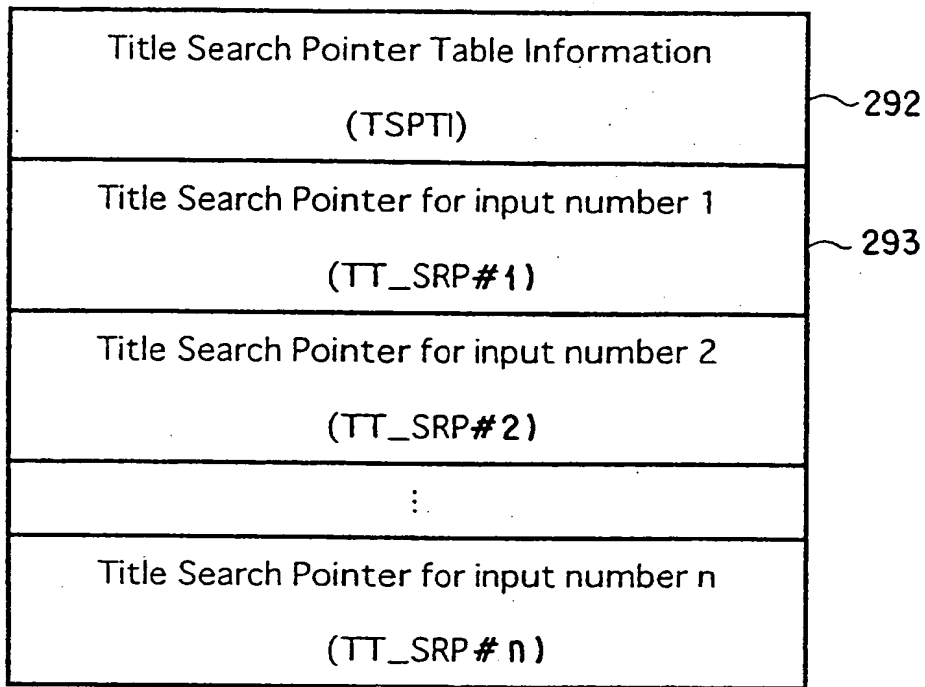 Title Search Pointer Table Information
(TSPTI)
292
Title Search Pointer for input number 1
(TT_SRP#1)
293
Title Search Pointer for input number 2
(TT_SRP#2)
⋮
Title Search Pointer for input number n
(TT_SRP#n)